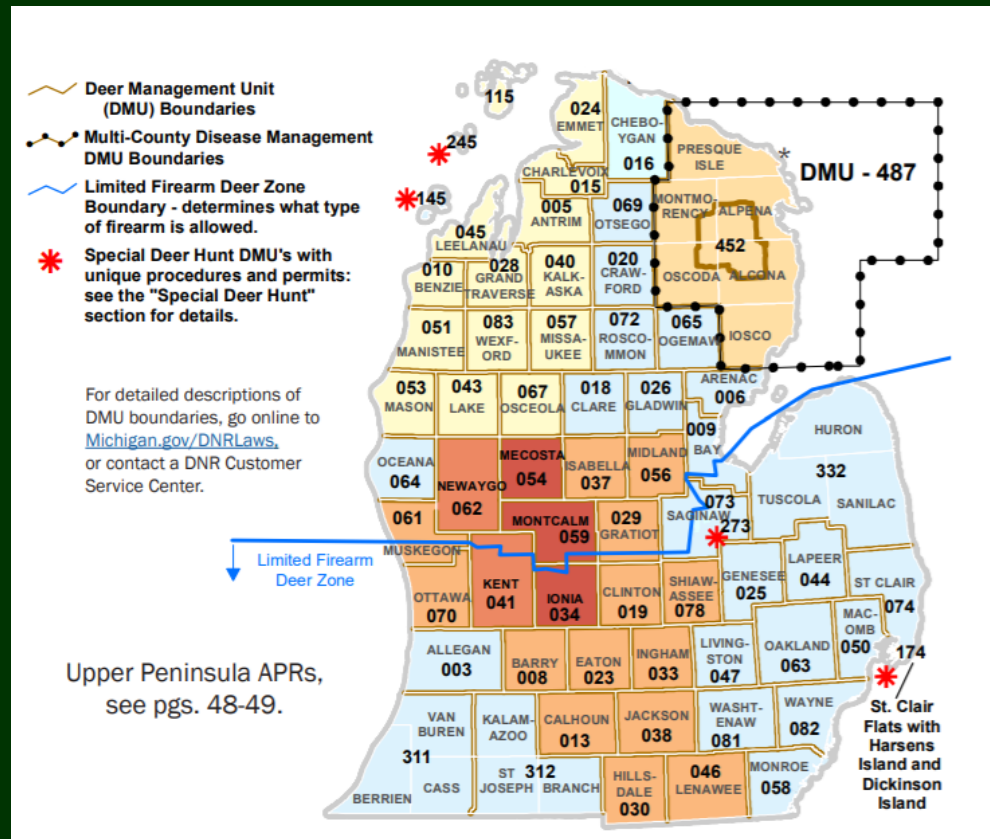 Deer Management Unit
(DMU) Boundaries
Multi-County Disease Management
DMU Boundaries
Limited Firearm Deer Zone
Boundary - determines what type
of firearm is allowed.
Special Deer Hunt DMU's with
unique procedures and permits:
see the "Special Deer Hunt"
section for details.
For detailed descriptions of
DMU boundaries, go online to
Michigan.gov/DNRLaws,
or contact a DNR Customer
Service Center.
Limited Firearm
Deer Zone
Upper Peninsula APRs,
see pgs. 48-49.
115
245
145
024
EMMET
CHEBO-
YGAN
016
PRESQUE
ISLE
*
DMU - 487
CHARLEVOIX
015
005
ANTRIM
069
OTSEGO
MONTMO-
RENCY
ALPENA
452
OSCODA
ALCONA
045
LEELANAU
010
BENZIE
028
GRAND
TRAVERSE
040
KALK-
ASKA
020
CRAW-
FORD
051
MANISTEE
083
WEXF-
ORD
057
MISSA-
UKEE
072
ROSCO-
MMON
065
OGEMAW
IOSCO
053
MASON
043
LAKE
067
OSCEOLA
018
CLARE
026
GLADWIN
ARENAC
006
009
BAY
HURON
332
TUSCOLA
SANILAC
OCEANA
064
NEWAYGO
062
MECOSTA
054
ISABELLA
037
MIDLAND
056
061
MUSKEGON
MONTCALM
059
029
GRATIOT
SAGINAW
073
273
OTTAWA
070
KENT
041
IONIA
034
CLINTON
019
SHIAW-
ASSEE
078
GENESEE
025
LAPEER
044
ST CLAIR
074
ALLEGAN
003
BARRY
008
EATON
023
INGHAM
033
LIVING-
STON
047
OAKLAND
063
MAC-
OMB
050
174
St. Clair
Flats with
Harsens
Island and
Dickinson
Island
VAN
BUREN
311
KALAM-
AZOO
CALHOUN
013
JACKSON
038
WASHT-
ENAW
081
WAYNE
082
BERRIEN
CASS
ST
JOSEPH
312
BRANCH
HILLS-
DALE
030
046
LENAWEE
MONROE
058